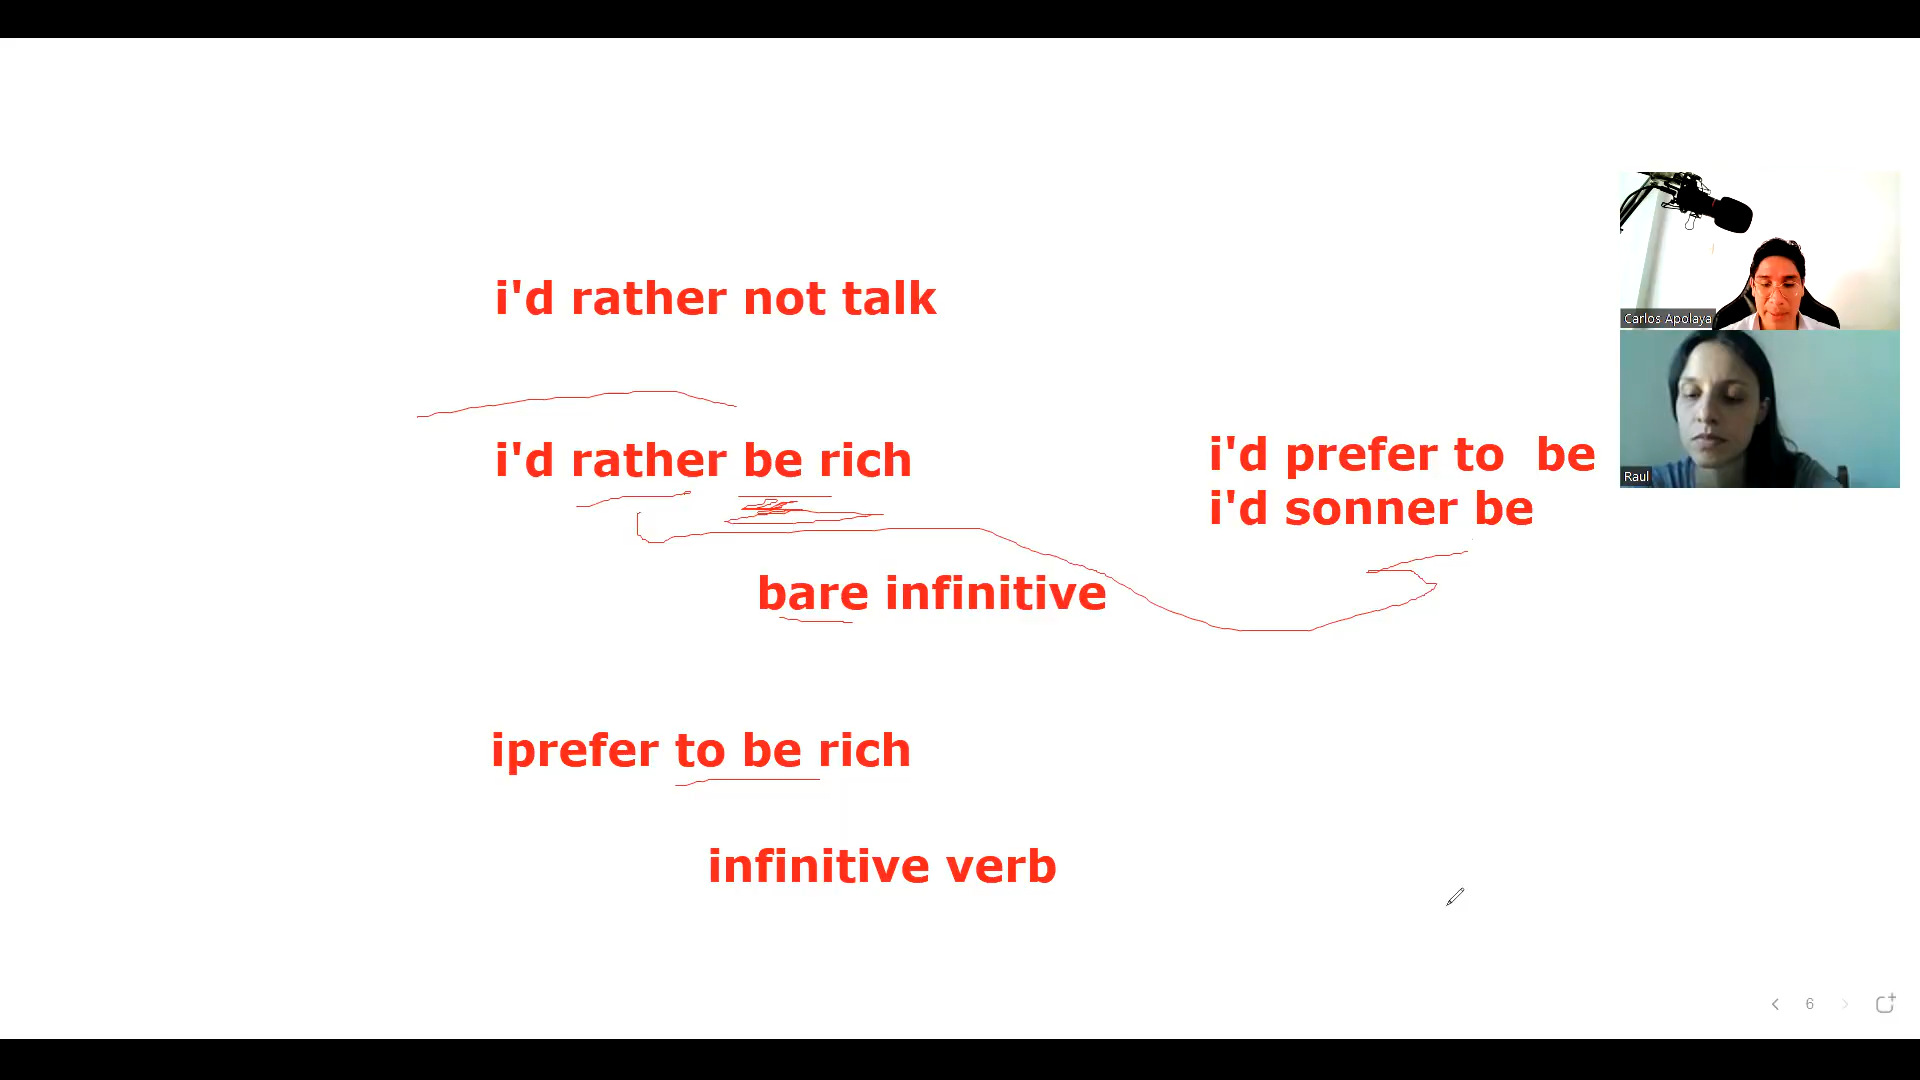 i'd rather not talk
Carlos Apolaya
i'd rather be rich
i'd prefer to  be
i'd sonner be
Raul
bare infinitive
iprefer to be rich
infinitive verb
6